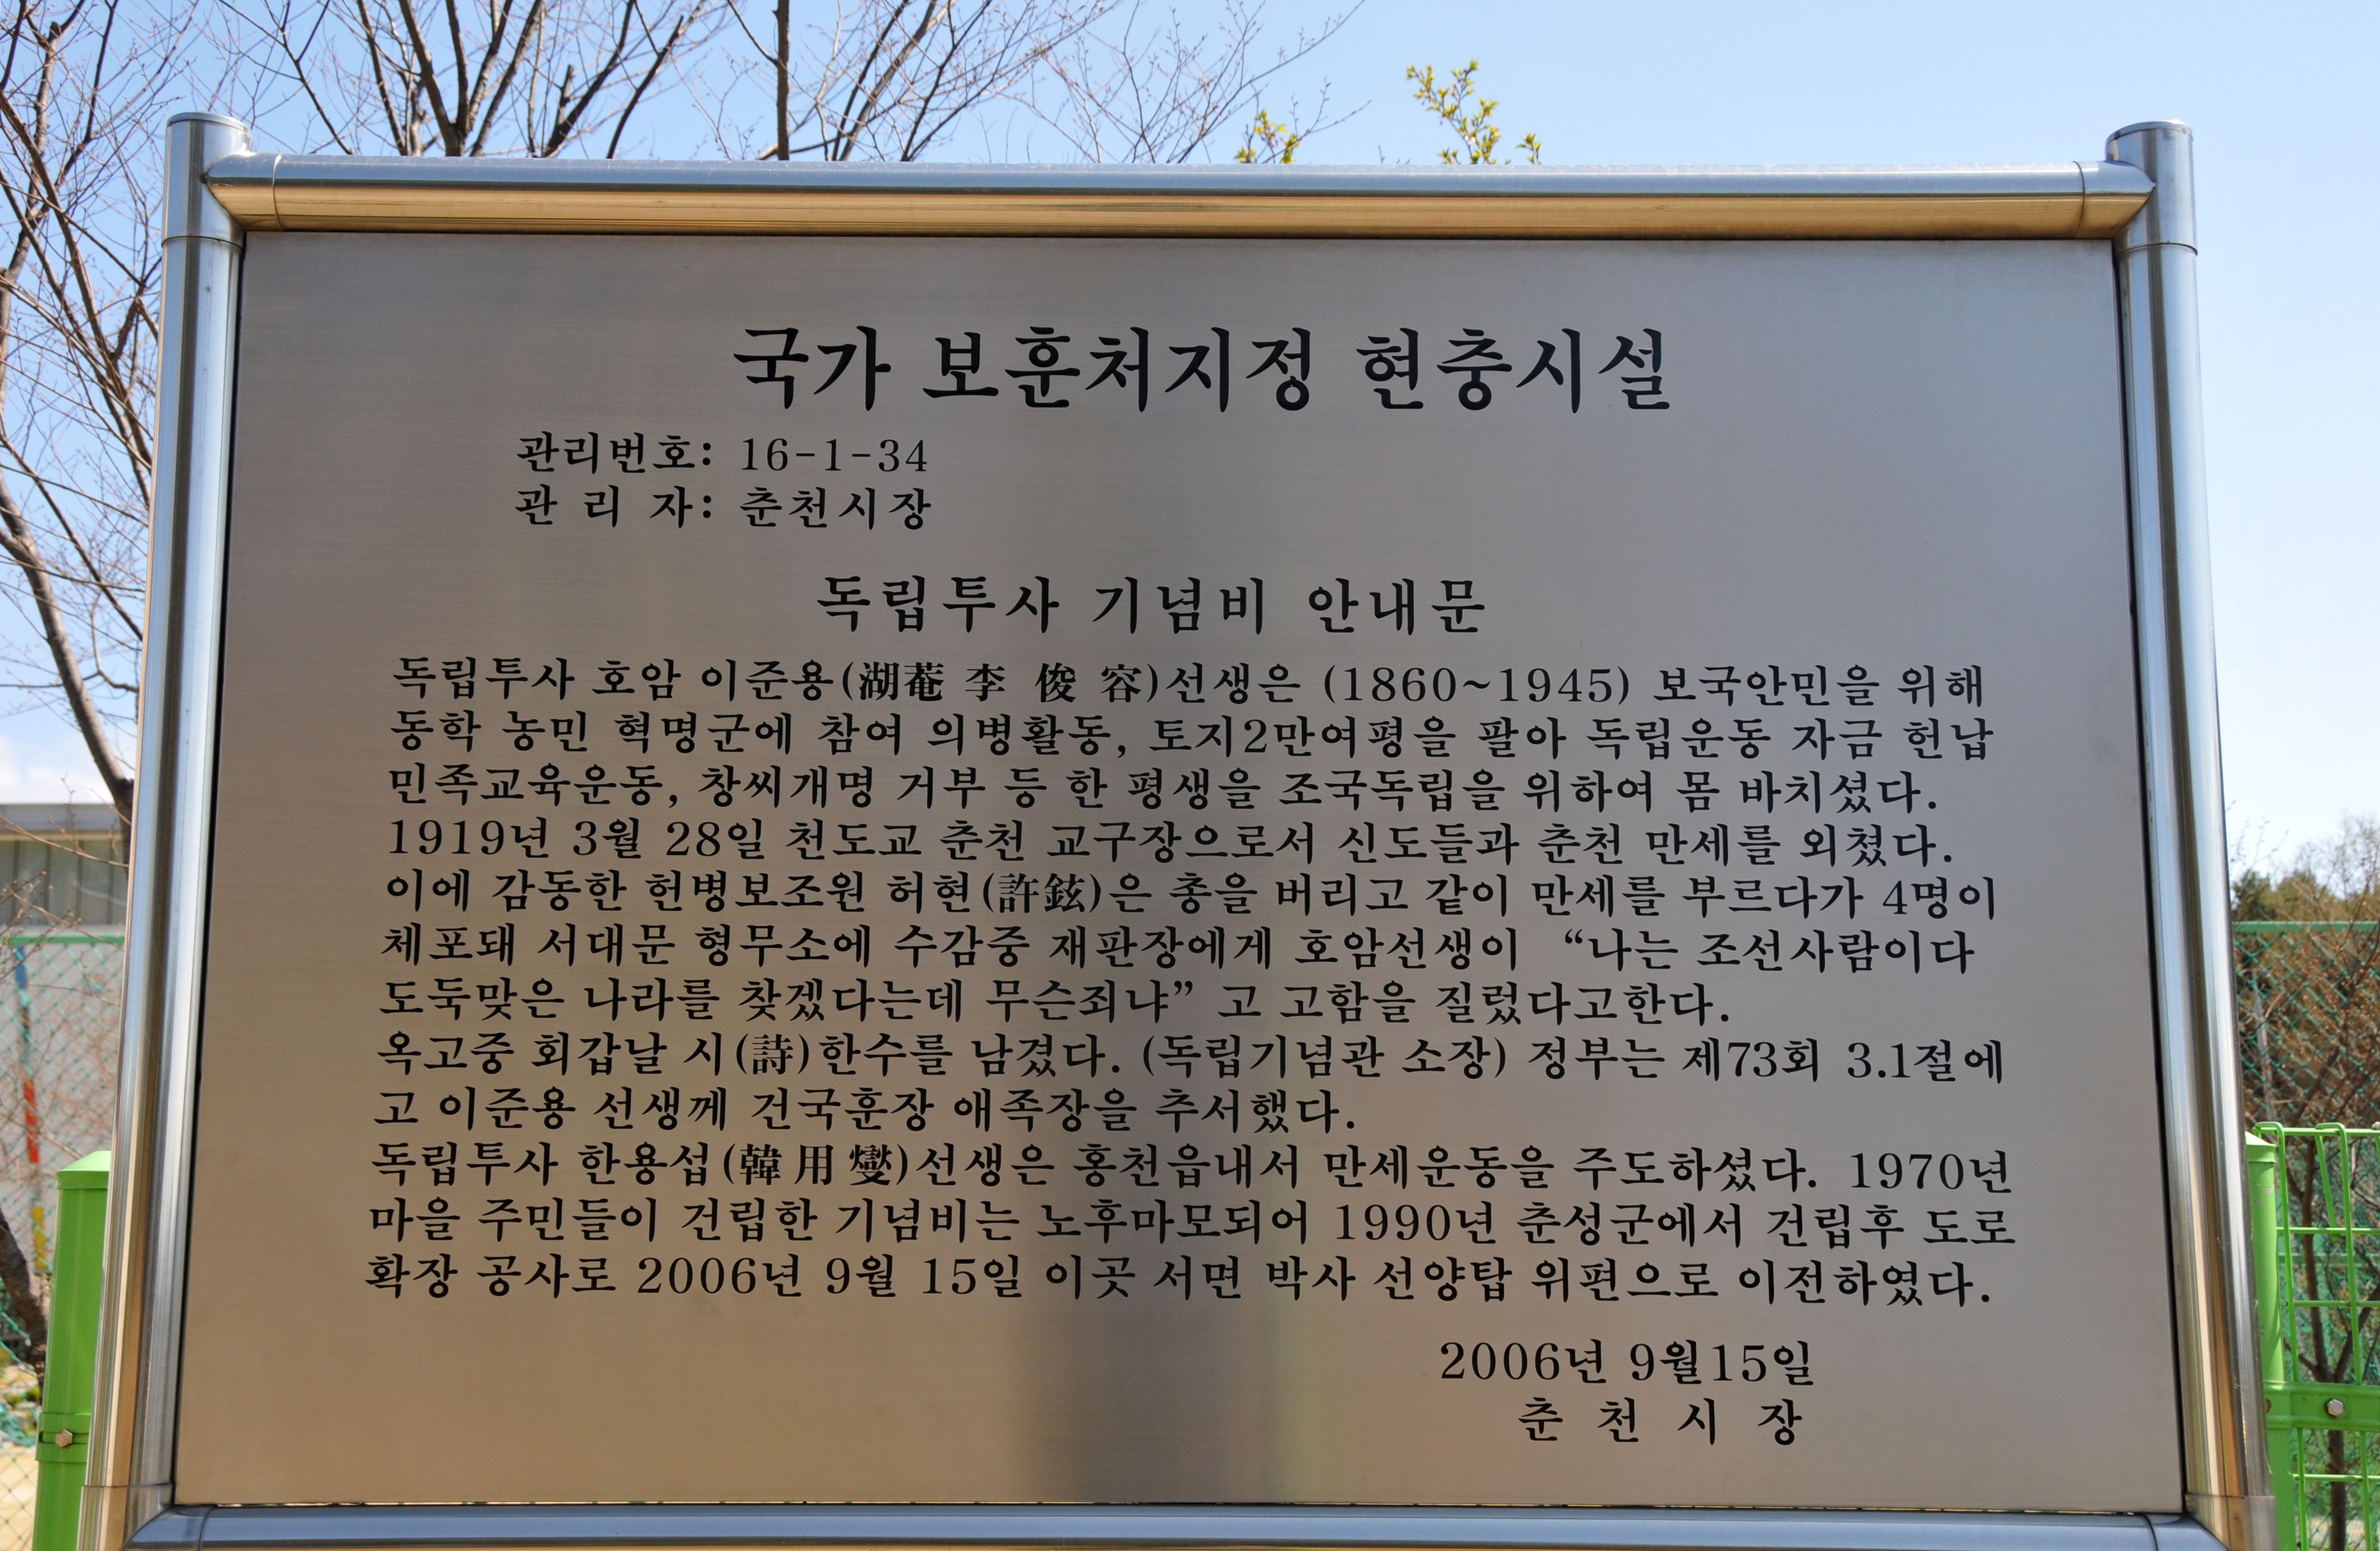 국가 보훈처지정 현충시설
관리번호: 16-1-34
관 리 자: 춘천시장
독립투사 기념비 안내문
독립투사 호암 이준용(湖菴 李 俊 容)선생은 (1860~1945) 보국안민을 위해
동학 농민 혁명군에 참여 의병활동, 토지2만여평을 팔아 독립운동 자금 헌납
민족교육운동, 창씨개명 거부 등 한 평생을 조국독립을 위하여 몸 바치셨다.
1919년 3월 28일 천도교 춘천 교구장으로서 신도들과 춘천 만세를 외쳤다.
이에 감동한 헌병보조원 허현(許鉉)은 총을 버리고 같이 만세를 부르다가 4명이
체포돼 서대문 형무소에 수감중 재판장에게 호암선생이 “나는 조선사람이다
도둑맞은 나라를 찾겠다는데 무슨죄냐” 고 고함을 질렀다고한다.
옥고중 회갑날 시(詩)한수를 남겼다. (독립기념관 소장) 정부는 제73회 3.1절에
고 이준용 선생께 건국훈장 애족장을 추서했다.
독립투사 한용섭(韓 用 燮)선생은 홍천읍내서 만세운동을 주도하셨다. 1970년
마을 주민들이 건립한 기념비는 노후마모되어 1990년 춘성군에서 건립후 도로
확장 공사로 2006년 9월 15일 이곳 서면 박사 선양탑 위편으로 이전하였다.
2006년 9월15일
춘 천 시 장